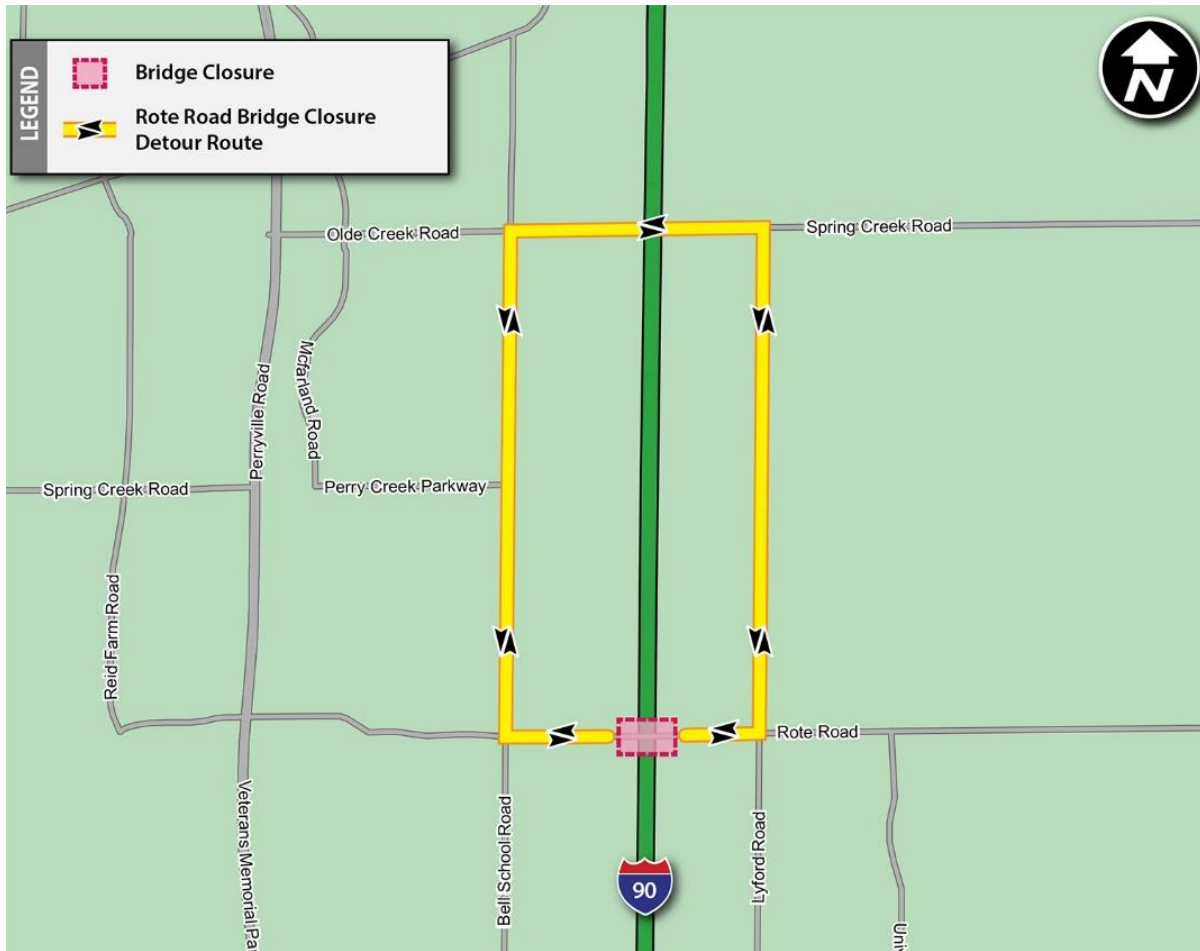 LEGEND
Bridge Closure
Rote Road Bridge Closure
Detour Route
N
Olde Creek Road
Spring Creek Road
Mcfarland Road
Perryville Road
Spring Creek Road
Perry Creek Parkway
Reid Farm Road
Rote Road
Bell School Road
Lyford Road
Veterans Memorial Pa
90
Uni